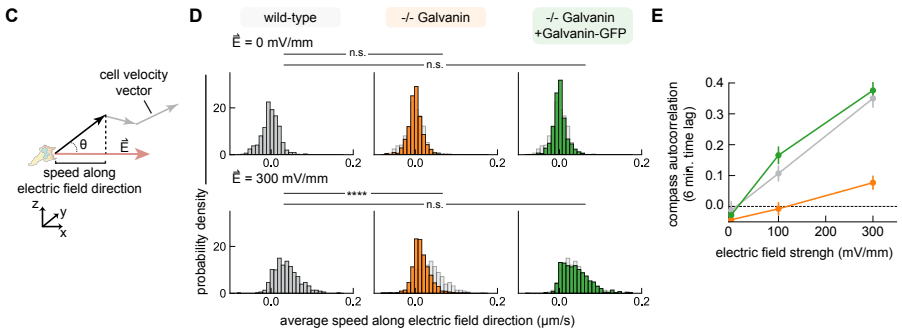 C
cell velocity
vector
θ
E
speed along
electric field direction
z
y
x
D
wild-type
-/- Galvanin
-/- Galvanin
+Galvanin-GFP
E = 0 mV/mm
n.s.
n.s.
20
0
0.0
0.2
0.0
0.0
0.2
E = 300 mV/mm
****
n.s.
20
0
0.0
0.2
0.0
0.2
0.0
0.2
probability density
average speed along electric field direction (μm/s)
E
compass autocorrelation
(6 min. time lag)
0.4
0.3
0.2
0.1
0.0
0
100
200
300
electric field strengh (mV/mm)